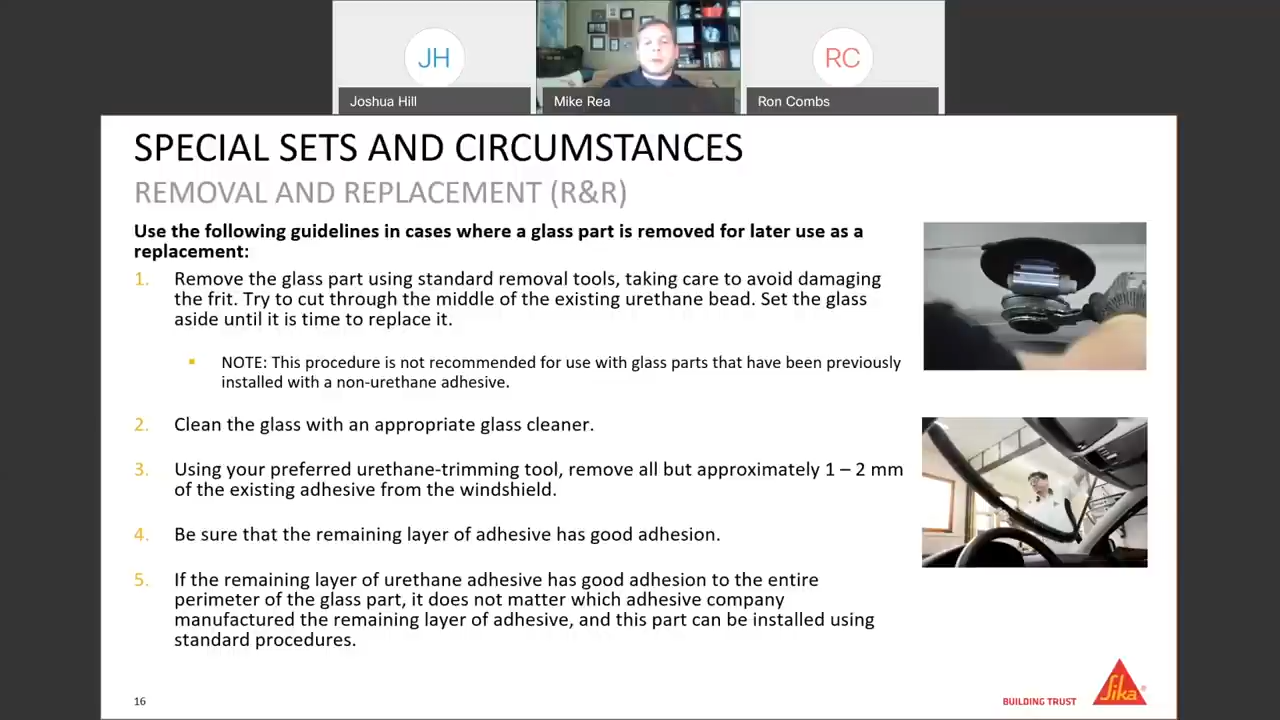 JH
RC
Joshua Hill
Mike Rea
Ron Combs
SPECIAL SETS AND CIRCUMSTANCES
REMOVAL AND REPLACEMENT (R&R)
Use the following guidelines in cases where a glass part is removed for later use as a
replacement:
1. Remove the glass part using standard removal tools, taking care to avoid damaging
the frit. Try to cut through the middle of the existing urethane bead. Set the glass
aside until it is time to replace it.
▪ NOTE: This procedure is not recommended for use with glass parts that have been previously
installed with a non-urethane adhesive.
2. Clean the glass with an appropriate glass cleaner.
3. Using your preferred urethane-trimming tool, remove all but approximately 1 – 2 mm
of the existing adhesive from the windshield.
4. Be sure that the remaining layer of adhesive has good adhesion.
5. If the remaining layer of urethane adhesive has good adhesion to the entire
perimeter of the glass part, it does not matter which adhesive company
manufactured the remaining layer of adhesive, and this part can be installed using
standard procedures.
16
BUILDING TRUST
Sika®